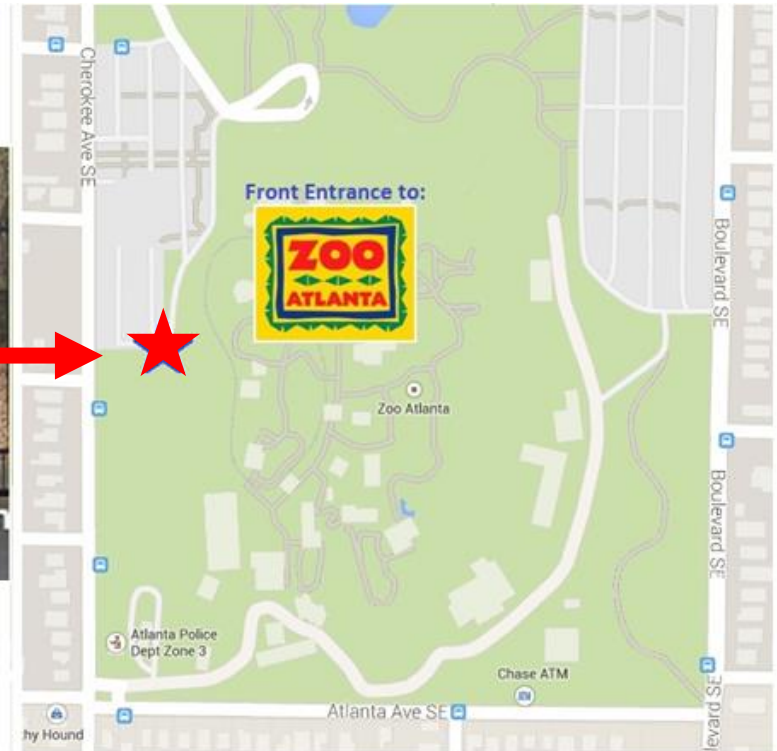 Cherokee Ave SE
Front Entrance to:
ZOO
ATLANTA
Boulevard SE
Zoo Atlanta
Boulevard SE
Atlanta Police
Dept Zone 3
Chase ATM
Atlanta Ave SE
evard SE
hy Hound